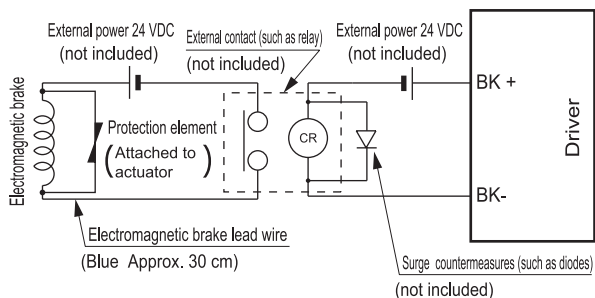 External power 24 VDC
(not included)
External contact (such as relay)
(not included)
External power 24 VDC
(not included)
Electromagnetic brake
Protection element
(Attached to
actuator)
CR
BK +
BK-
Driver
Electromagnetic brake lead wire
(Blue Approx. 30 cm)
Surge countermeasures (such as diodes)
(not included)